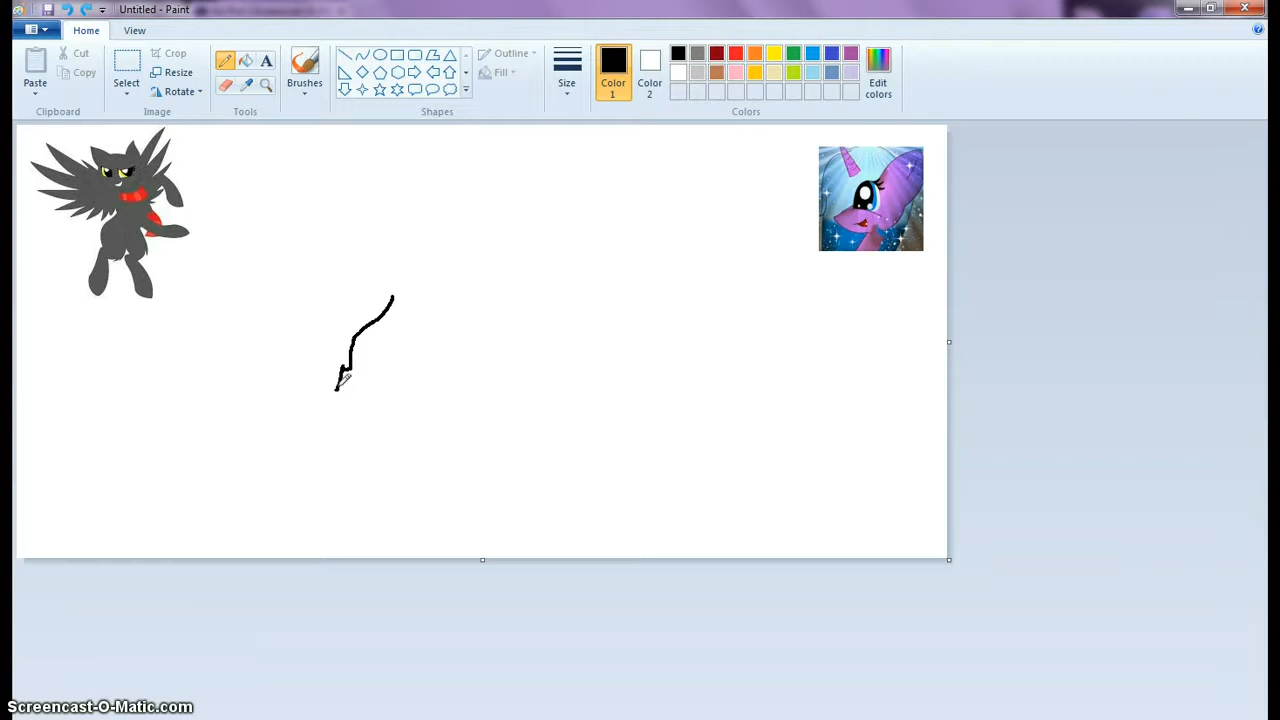 Untitled - Paint
Home
View
Paste
Cut
Copy
Clipboard
Select
Crop
Resize
Rotate
Image
A
Tools
Brushes
Outline
Fill
Shapes
Size
Color
1
Color
2
Edit
colors
Colors
Screencast-O-Matic.com